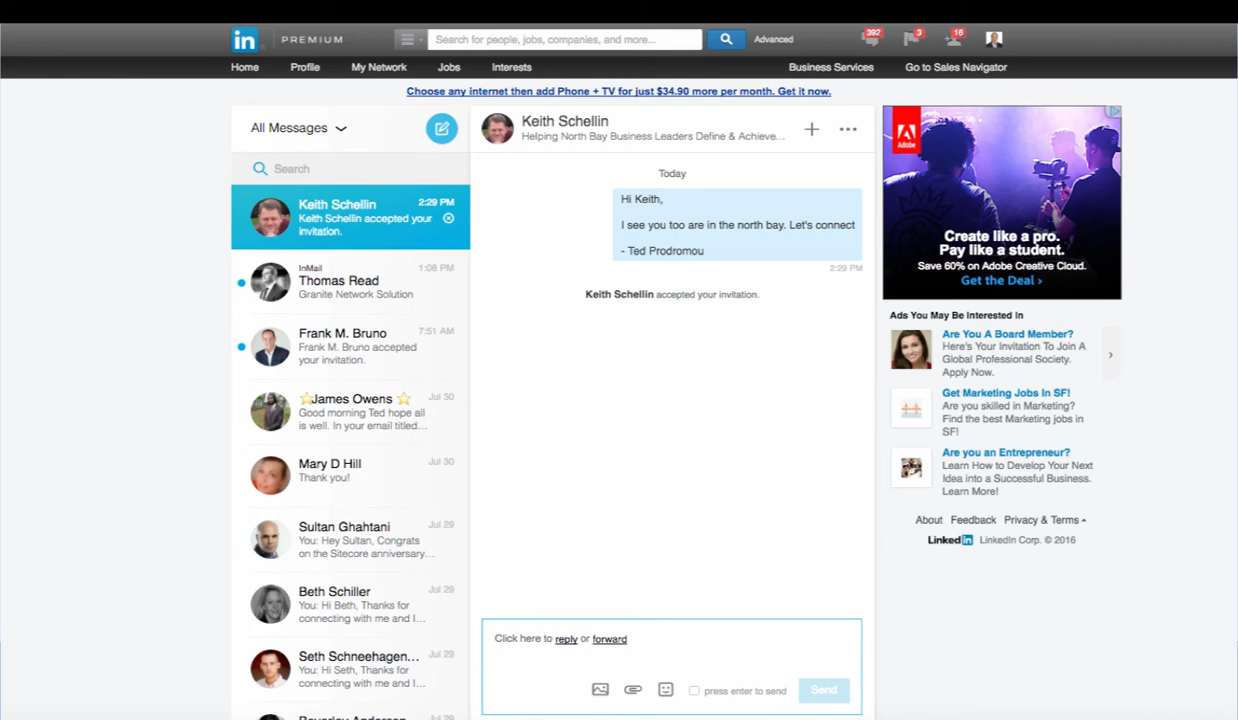 in PREMIUM
Search for people, jobs, companies, and more...
Advanced
392
3
16
Home Profile My Network Jobs Interests Business Services Go to Sales Navigator
Choose any internet then add Phone + TV for just $34.90 more per month. Get it now.
All Messages
Search
Keith Schellin 2:29 PM
Keith Schellin accepted your
invitation.
InMail 1:08 PM
Thomas Read
Granite Network Solution
Frank M. Bruno 7:51 AM
Frank M. Bruno accepted
your invitation.
James Owens Jul 30
Good morning Ted hope all
is well. In your email titled...
Mary D Hill Jul 30
Thank you!
Sultan Ghahtani Jul 29
You: Hey Sultan, Congrats
on the Sitecore anniversary...
Beth Schiller Jul 29
You: Hi Beth, Thanks for
connecting with me and I...
Seth Schneehagen... Jul 29
You: Hi Seth, Thanks for
connecting with me and I...
Beverley Anderson Jul 29
Keith Schellin
Helping North Bay Business Leaders Define & Achieve...
Today
Hi Keith,
I see you too are in the north bay. Let's connect
- Ted Prodromou
2:29 PM
Keith Schellin accepted your invitation.
Click here to reply or forward
press enter to send Send
Adobe
Create like a pro.
Pay like a student.
Save 60% on Adobe Creative Cloud.
Get the Deal ›
Ads You May Be Interested In
Are You A Board Member?
Here's Your Invitation To Join A
Global Professional Society.
Apply Now.
Get Marketing Jobs In SF!
Are you skilled in Marketing?
Find the best Marketing jobs in
SF!
Are you an Entrepreneur?
Learn How to Develop Your Next
Idea into a Successful Business.
Learn More!
About Feedback Privacy & Terms
Linked in LinkedIn Corp. © 2016